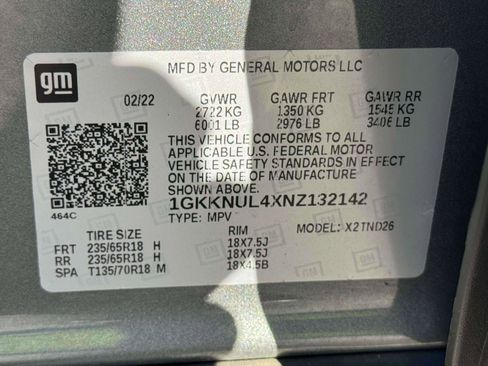 gm
MFD BY GENERAL MOTORS LLC
02/22 GVWR GAWR FRT GAWR RR
2722 KG 1350 KG 1545 KG
6001 LB 2976 LB 3406 LB
THIS VEHICLE CONFORMS TO ALL
APPLICABLE U.S. FEDERAL MOTOR
VEHICLE SAFETY STANDARDS IN EFFECT
ON THE DATE OF MANUFACTURE
SHOWN ABOVE.
1GKKNUL4XNZ132142
464C TYPE: MPV MODEL: X2TND26
TIRE SIZE RIM
FRT 235/65R18 H 18X7.5J
RR 235/65R18 H 18X7.5J
SPA T135/70R18 M 18X4.5B